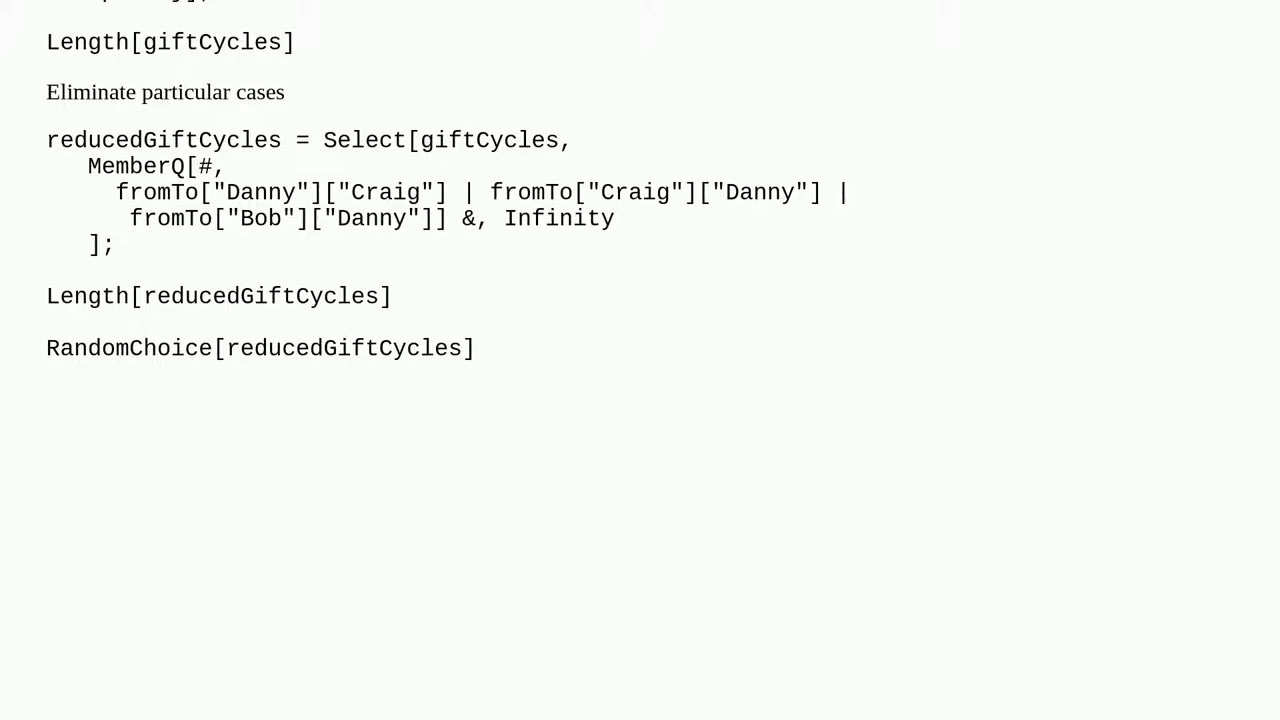 Length[giftCycles]
Eliminate particular cases
reducedGiftCycles = Select[giftCycles,
MemberQ[#,
fromTo["Danny"]["Craig"] | fromTo["Craig"]["Danny"] |
fromTo["Bob"]["Danny"]] &, Infinity
];
Length[reducedGiftCycles]
RandomChoice[reducedGiftCycles]